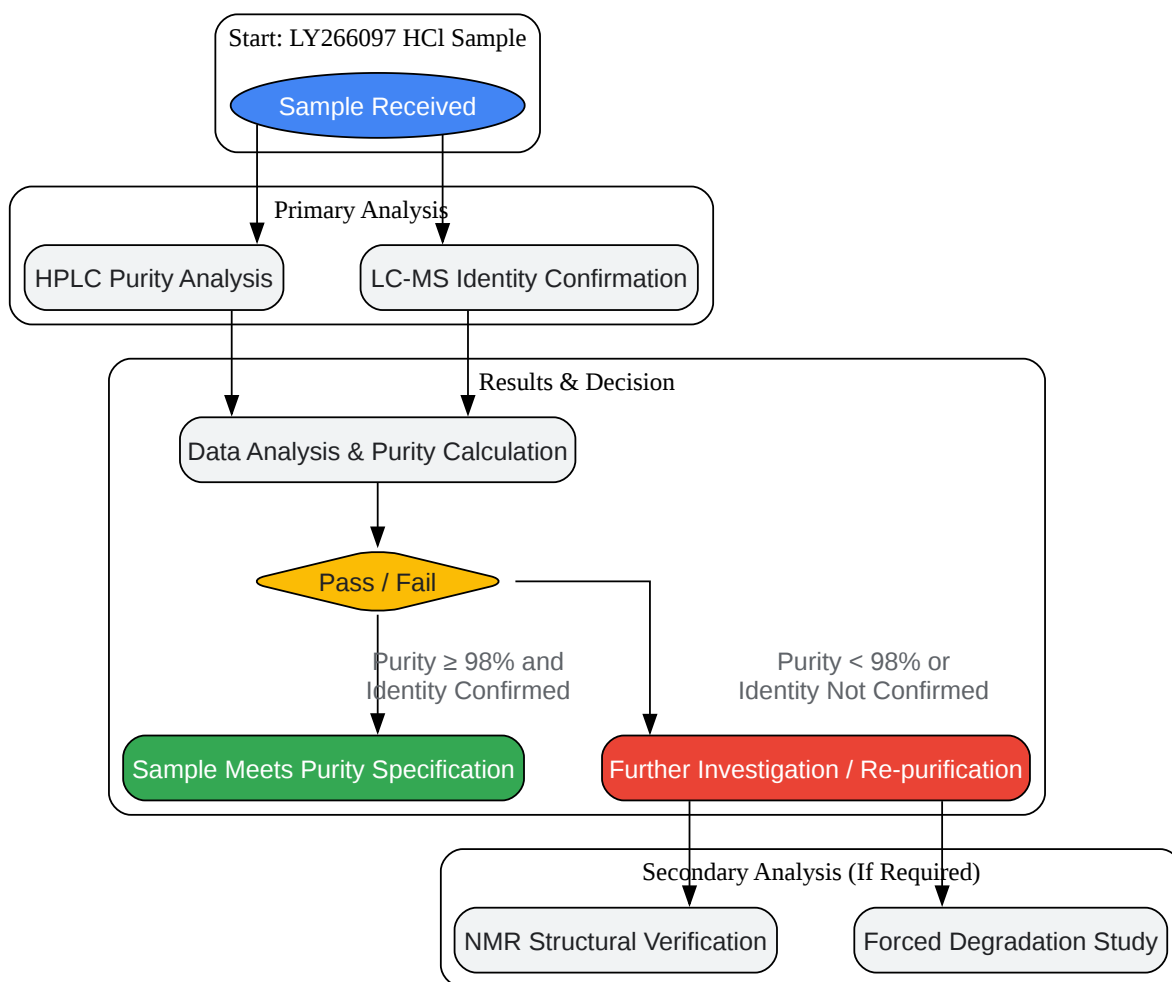 Start: LY266097 HCl Sample
Sample Received
Primary Analysis
HPLC Purity Analysis
LC-MS Identity Confirmation
Results & Decision
Data Analysis & Purity Calculation
Pass / Fail
Purity ≥ 98% and
Identity Confirmed
Purity < 98% or
Identity Not Confirmed
Sample Meets Purity Specification
Further Investigation / Re-purification
Secondary Analysis (If Required)
NMR Structural Verification
Forced Degradation Study